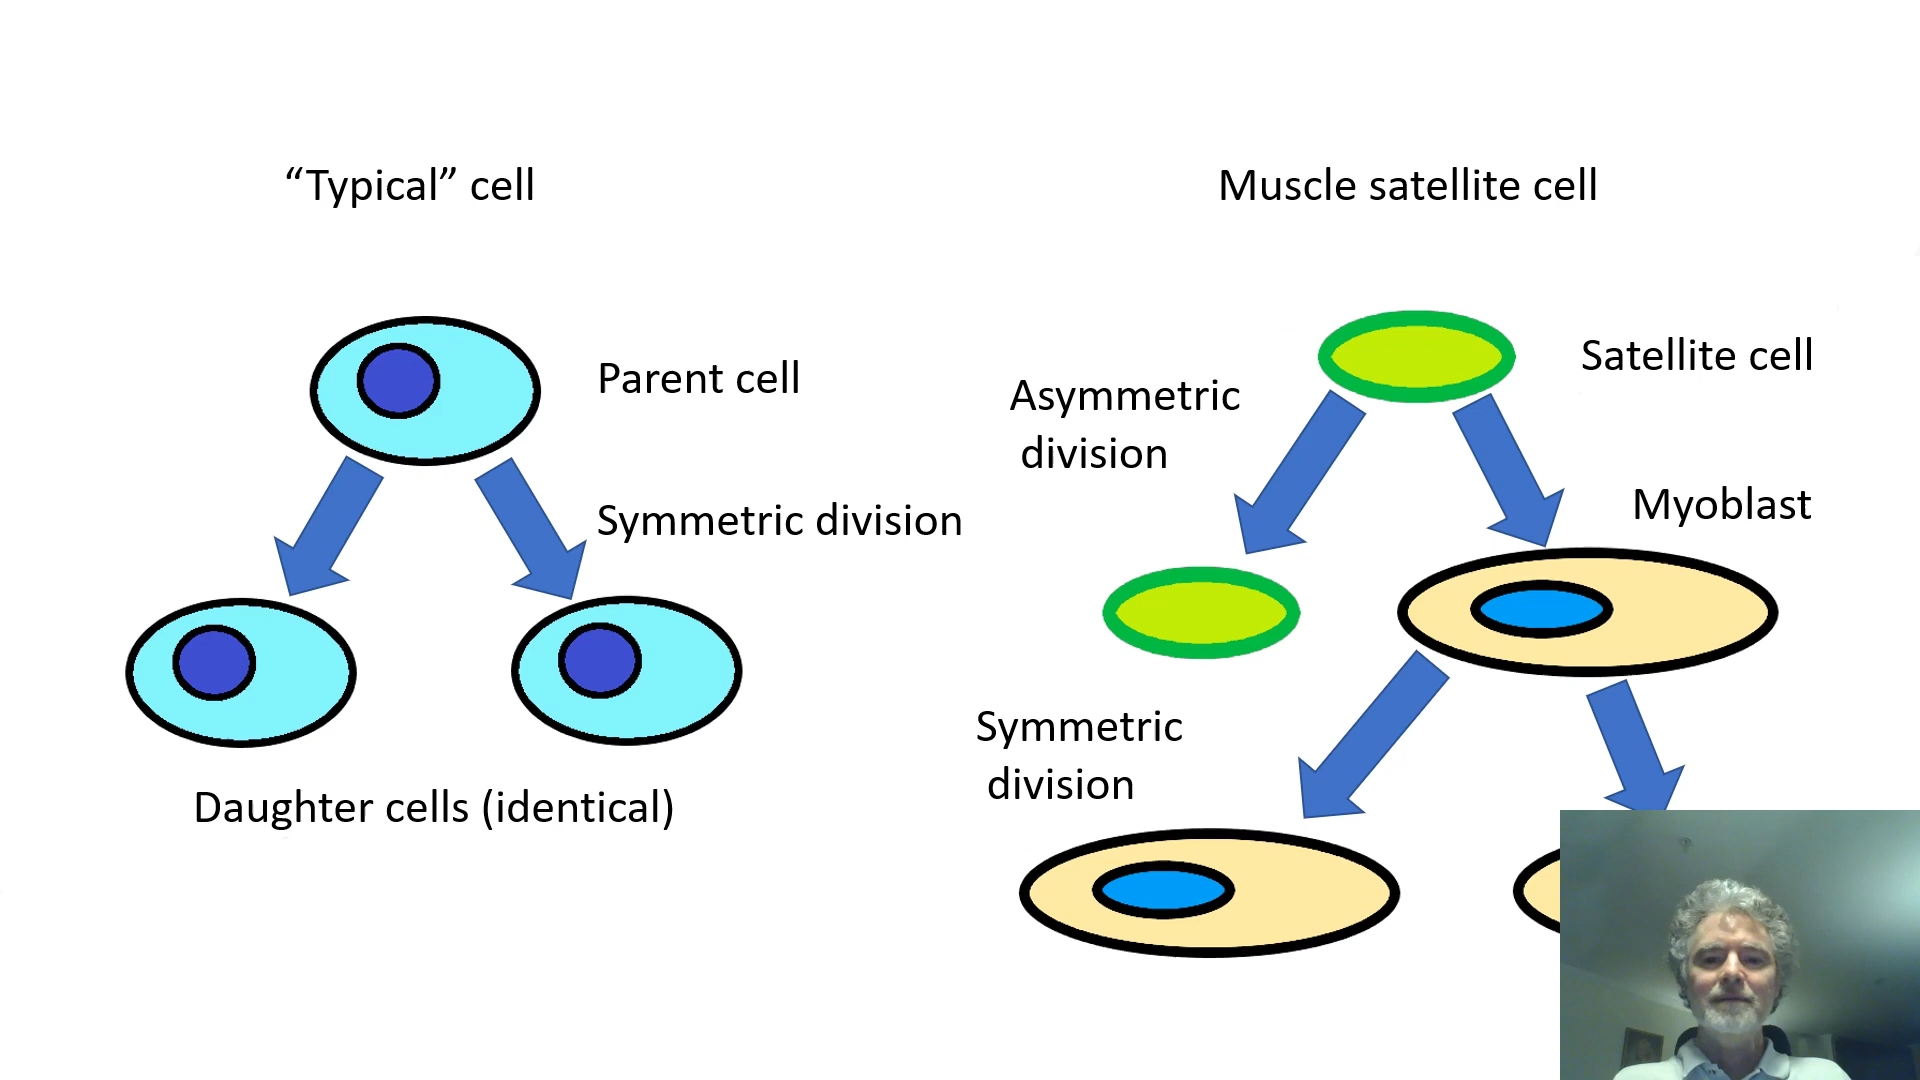 “Typical” cell
Parent cell
Symmetric division
Daughter cells (identical)
Muscle satellite cell
Satellite cell
Asymmetric
division
Myoblast
Symmetric
division